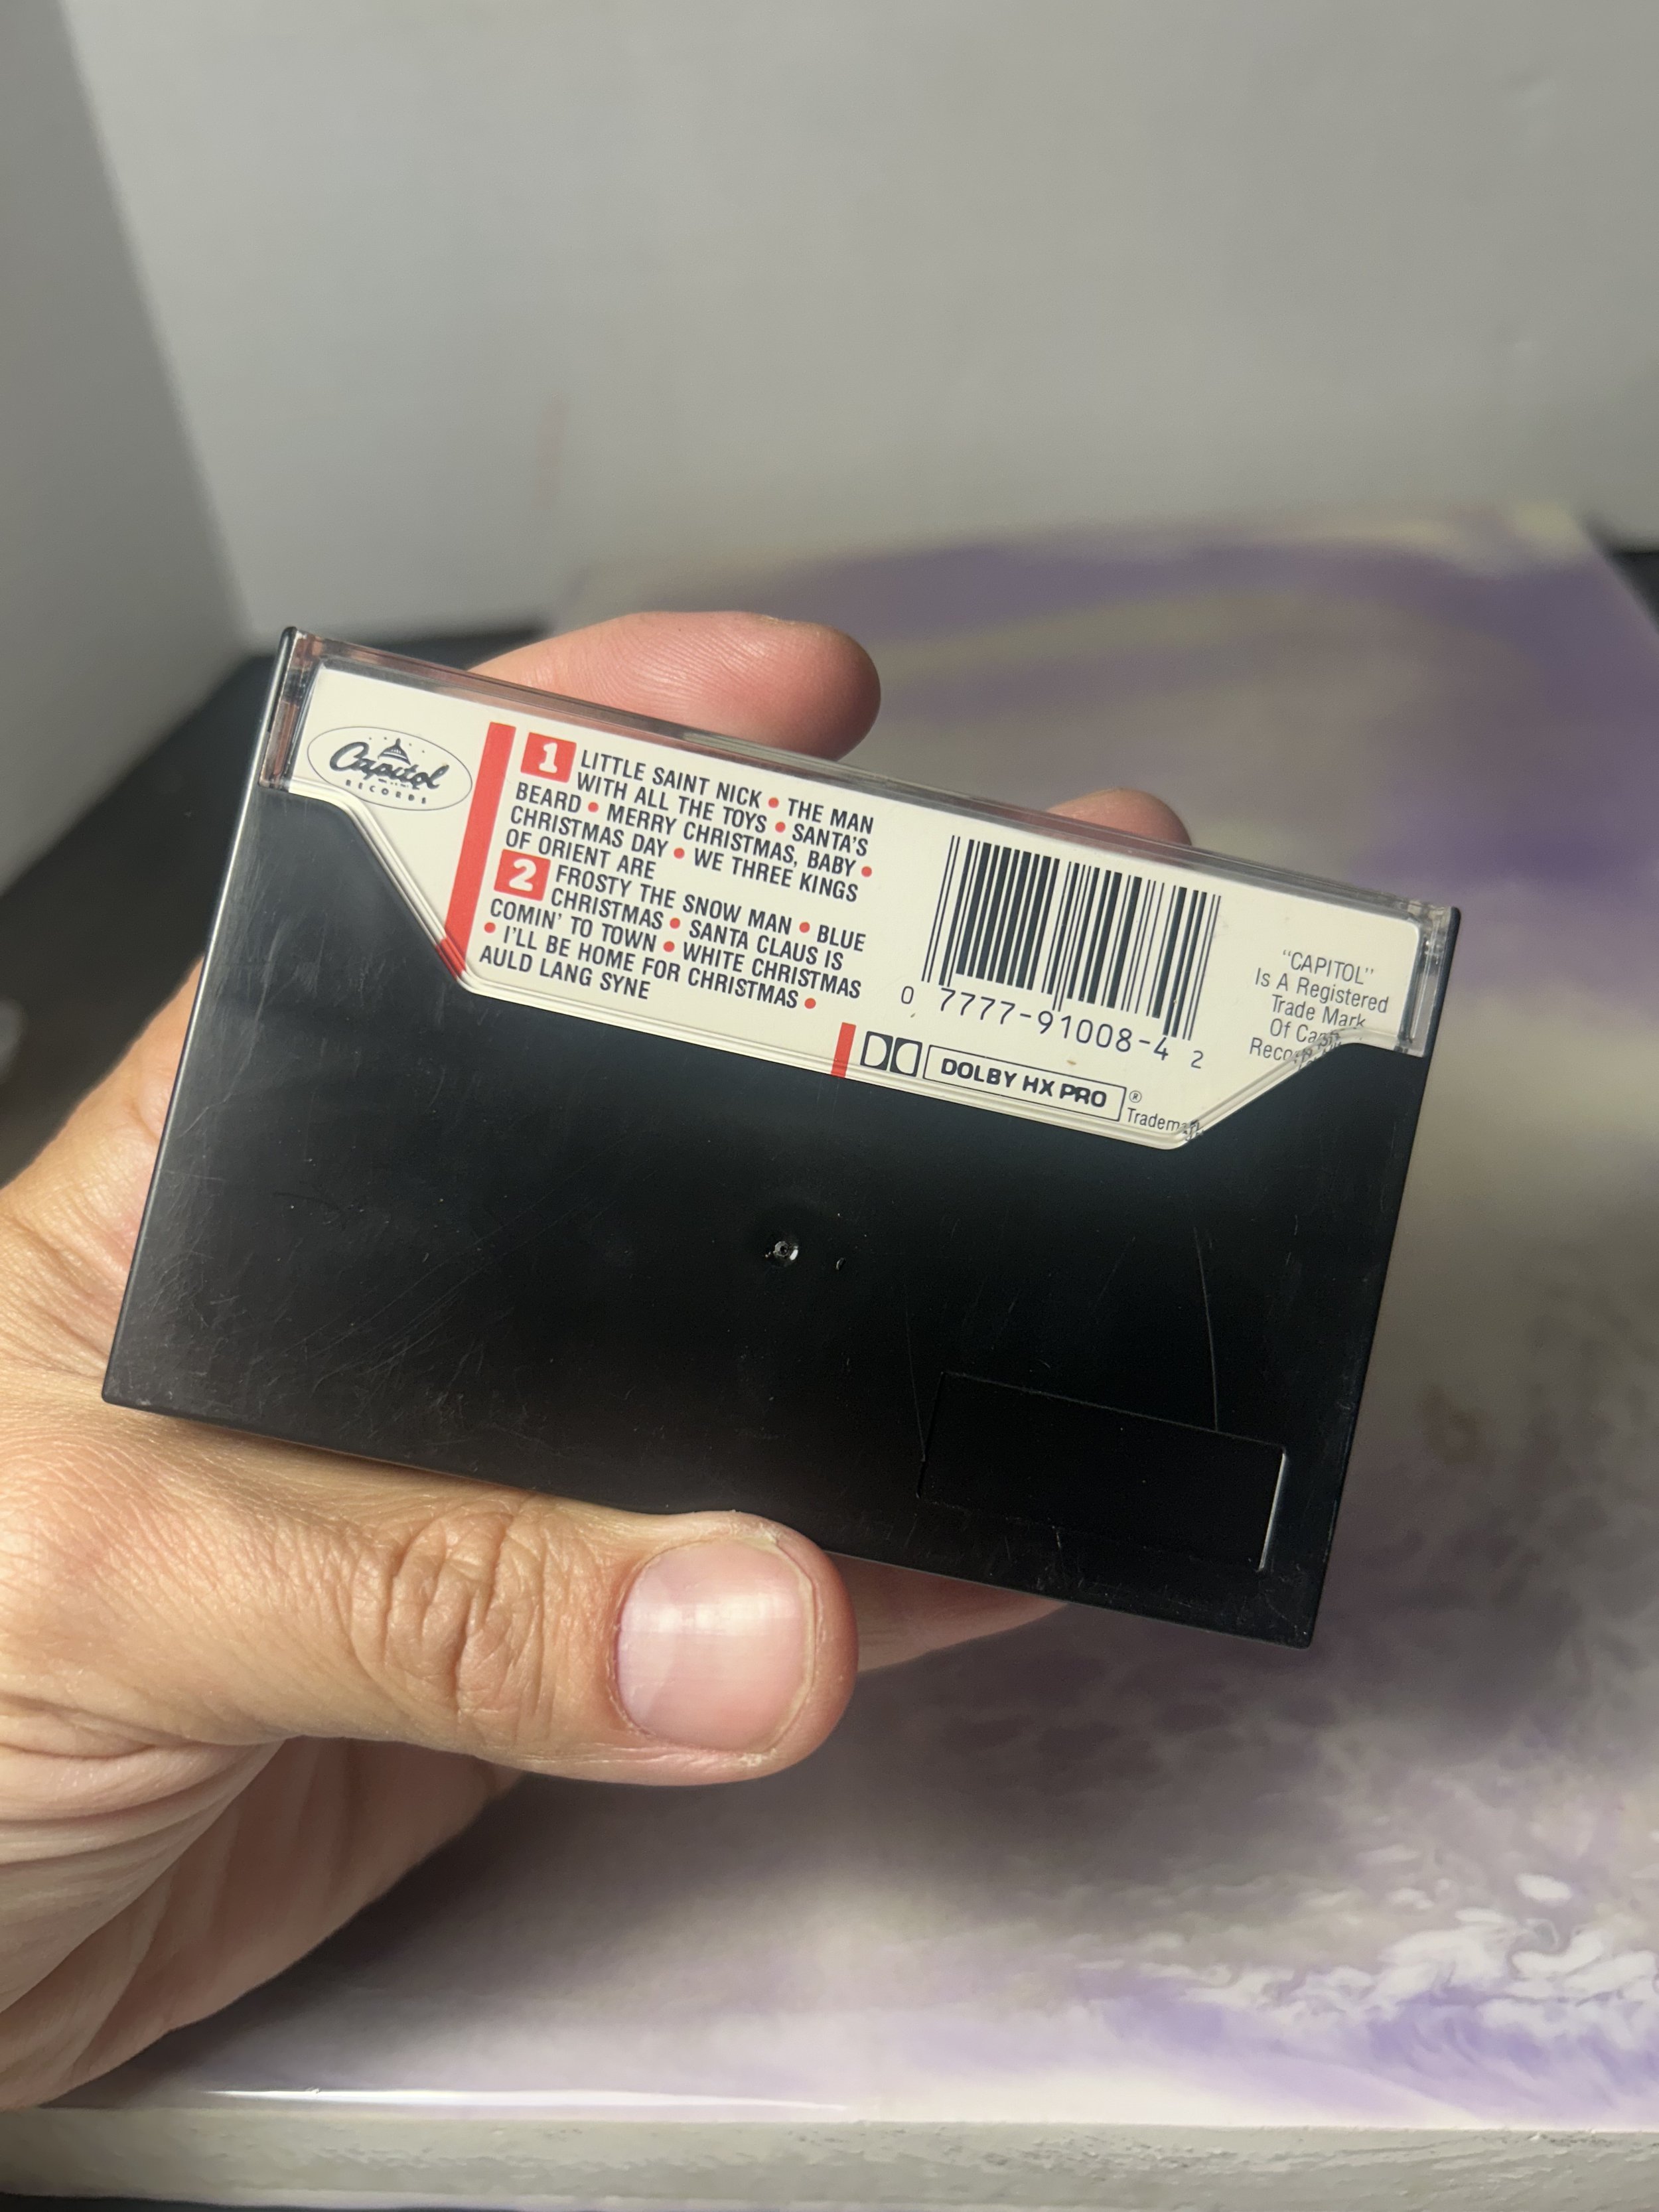 Capitol
RECORDS
1 LITTLE SAINT NICK • THE MAN
WITH ALL THE TOYS • SANTA'S
BEARD • MERRY CHRISTMAS, BABY •
CHRISTMAS DAY • WE THREE KINGS
OF ORIENT ARE
2 FROSTY THE SNOW MAN • BLUE
CHRISTMAS • SANTA CLAUS IS
COMIN' TO TOWN • WHITE CHRISTMAS
• I'LL BE HOME FOR CHRISTMAS •
AULD LANG SYNE
0 7777-91008-4 2
DOLBY HX PRO ®
"CAPITOL"
Is A Registered
Trade Mark
Of